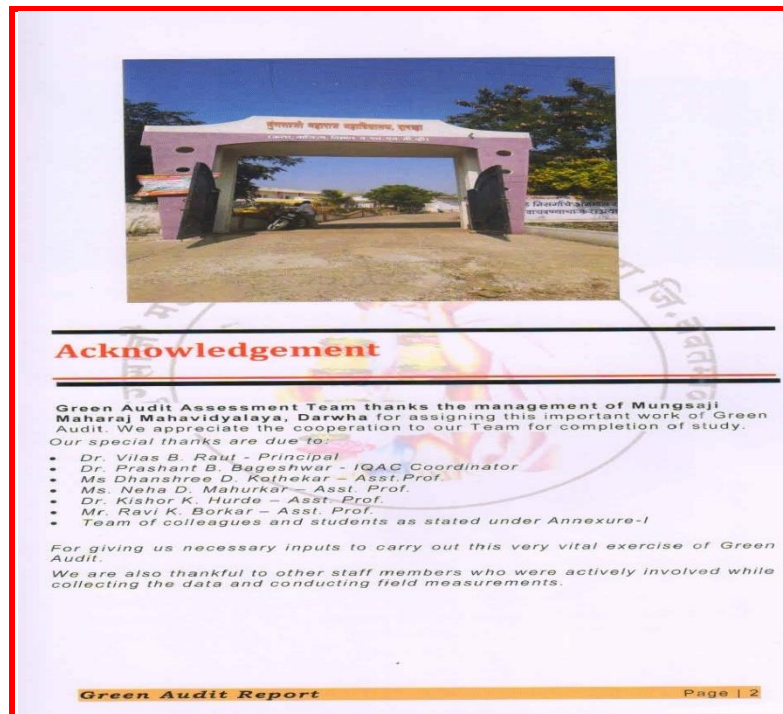 मुंगसाजी महाराज महाविद्यालय, दारव्हा
Acknowledgement
Green Audit Assessment Team thanks the management of Mungsaji
Maharaj Mahavidyalaya, Darwha for assigning this important work of Green
Audit. We appreciate the cooperation to our Team for completion of study.
Our special thanks are due to:
• Dr. Vilas B. Raut - Principal
• Dr. Prashant B. Bageshwar - IQAC Coordinator
• Ms Dhanshree D. Kothekar – Asst.Prof.
• Ms. Neha D. Mahurkar – Asst. Prof.
• Dr. Kishor K. Hurde – Asst. Prof.
• Mr. Ravi K. Borkar – Asst. Prof.
• Team of colleagues and students as stated under Annexure-I
For giving us necessary inputs to carry out this very vital exercise of Green
Audit.
We are also thankful to other staff members who were actively involved while
collecting the data and conducting field measurements.
Green Audit Report Page | 2